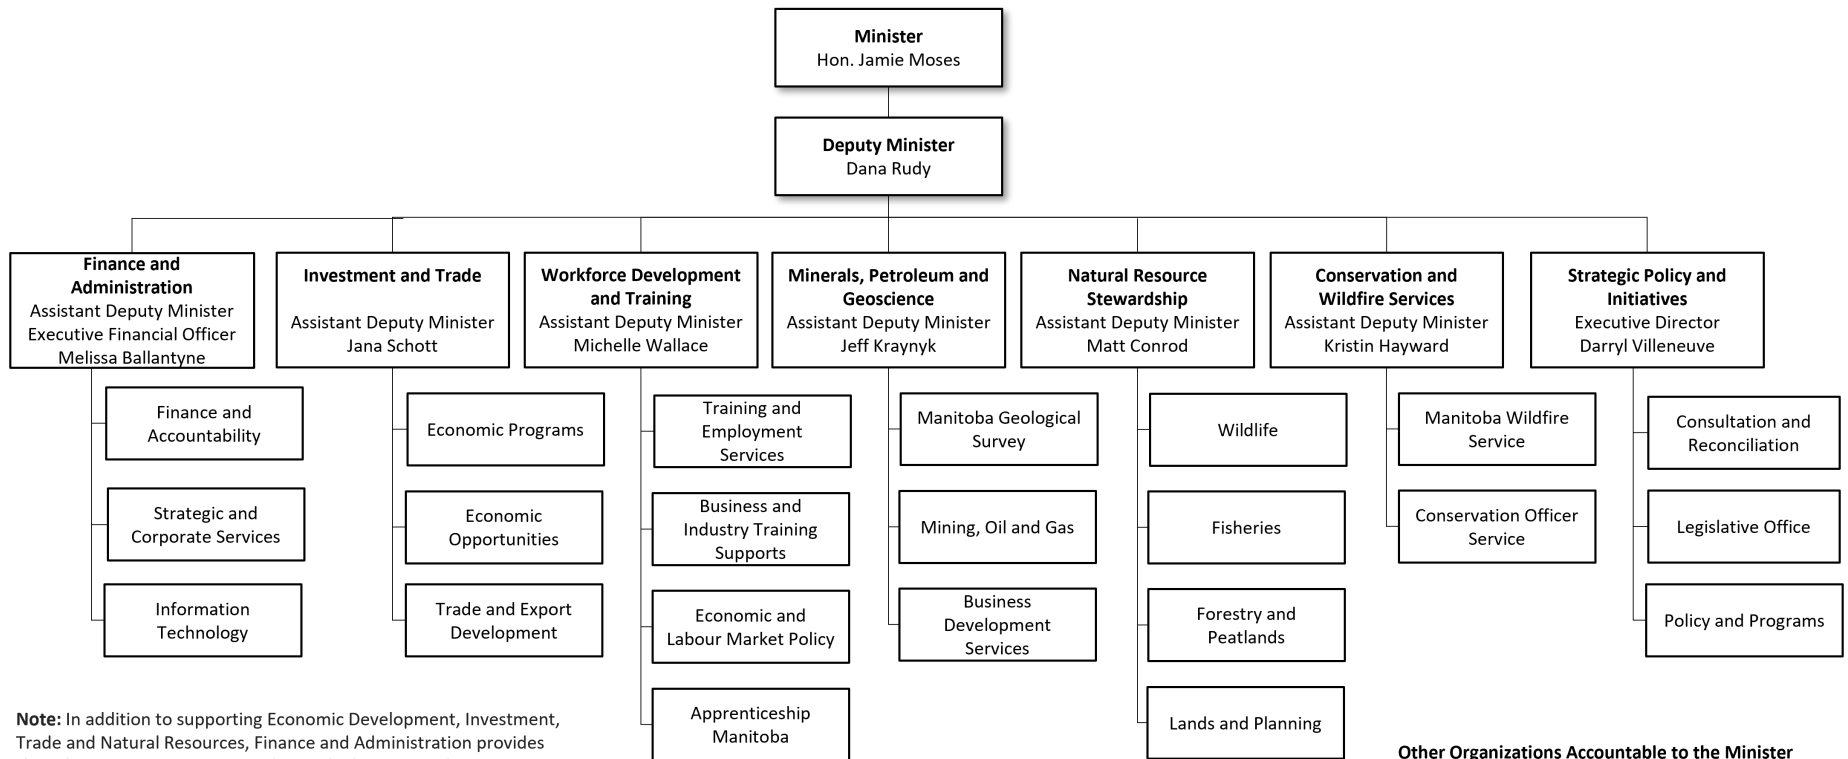 Minister
Hon. Jamie Moses
Deputy Minister
Dana Rudy
Finance and
Administration
Assistant Deputy Minister
Executive Financial Officer
Melissa Ballantyne
Investment and Trade
Assistant Deputy Minister
Jana Schott
Workforce Development
and Training
Assistant Deputy Minister
Michelle Wallace
Minerals, Petroleum and
Geoscience
Assistant Deputy Minister
Jeff Kraynyk
Natural Resource
Stewardship
Assistant Deputy Minister
Matt Conrod
Conservation and
Wildfire Services
Assistant Deputy Minister
Kristin Hayward
Strategic Policy and
Initiatives
Executive Director
Darryl Villeneuve
Finance and
Accountability
Strategic and
Corporate Services
Information
Technology
Economic Programs
Economic
Opportunities
Trade and Export
Development
Training and
Employment
Services
Business and
Industry Training
Supports
Economic and
Labour Market Policy
Apprenticeship
Manitoba
Manitoba Geological
Survey
Mining, Oil and Gas
Business
Development
Services
Wildlife
Fisheries
Forestry and
Peatlands
Lands and Planning
Manitoba Wildfire
Service
Conservation Officer
Service
Consultation and
Reconciliation
Legislative Office
Policy and Programs
Note: In addition to supporting Economic Development, Investment,
Trade and Natural Resources, Finance and Administration provides
Other Organizations Accountable to the Minister